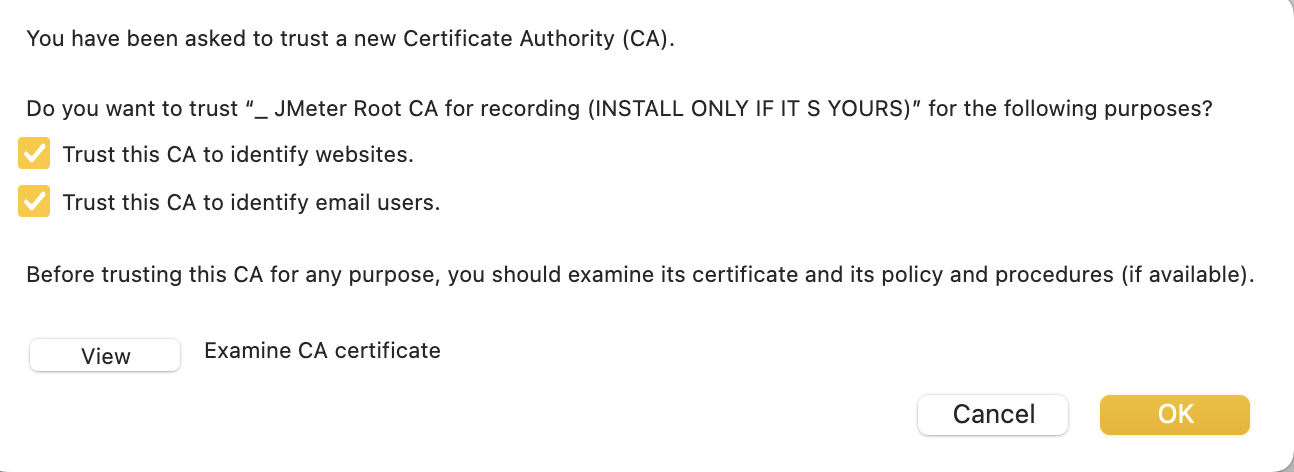 You have been asked to trust a new Certificate Authority (CA).
Do you want to trust “_ JMeter Root CA for recording (INSTALL ONLY IF IT S YOURS)” for the following purposes?
Trust this CA to identify websites.
Trust this CA to identify email users.
Before trusting this CA for any purpose, you should examine its certificate and its policy and procedures (if available).
View Examine CA certificate
Cancel OK